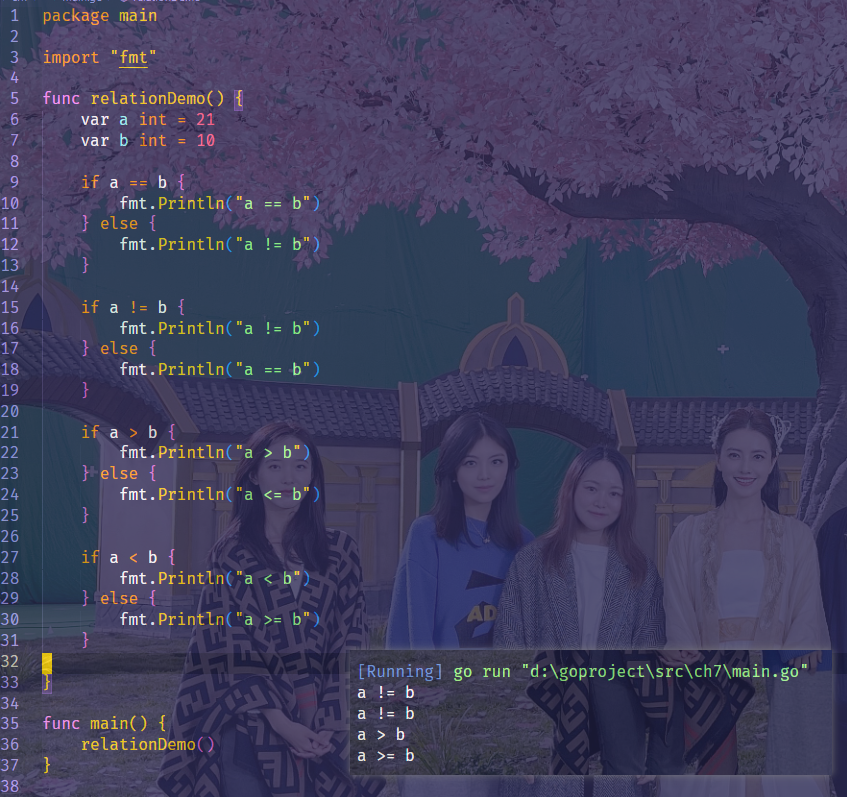 1 package main
2
3 import "fmt"
4
5 func relationDemo() {
6     var a int = 21
7     var b int = 10
8
9     if a == b {
10         fmt.Println("a == b")
11     } else {
12         fmt.Println("a != b")
13     }
14
15     if a != b {
16         fmt.Println("a != b")
17     } else {
18         fmt.Println("a == b")
19     }
20
21     if a > b {
22         fmt.Println("a > b")
23     } else {
24         fmt.Println("a <= b")
25     }
26
27     if a < b {
28         fmt.Println("a < b")
29     } else {
30         fmt.Println("a >= b")
31     }
32
33 }
34
35 func main() {
36     relationDemo()
37 }
38
AD
[Running] go run "d:\goproject\src\ch7\main.go"
a != b
a != b
a > b
a >= b